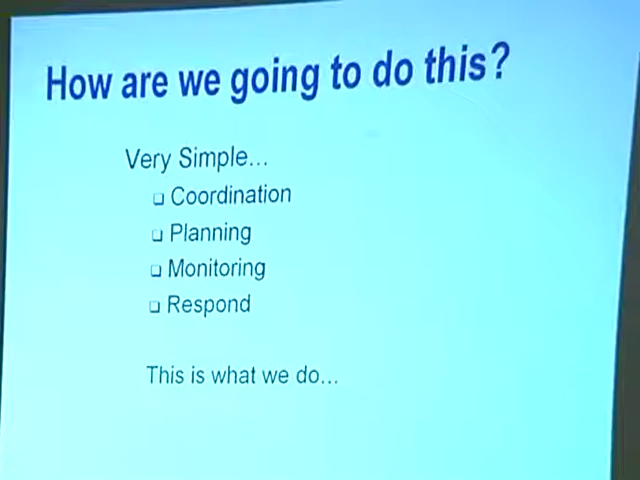 How are we going to do this?
Very Simple...
❑ Coordination
❑ Planning
❑ Monitoring
❑ Respond
This is what we do...